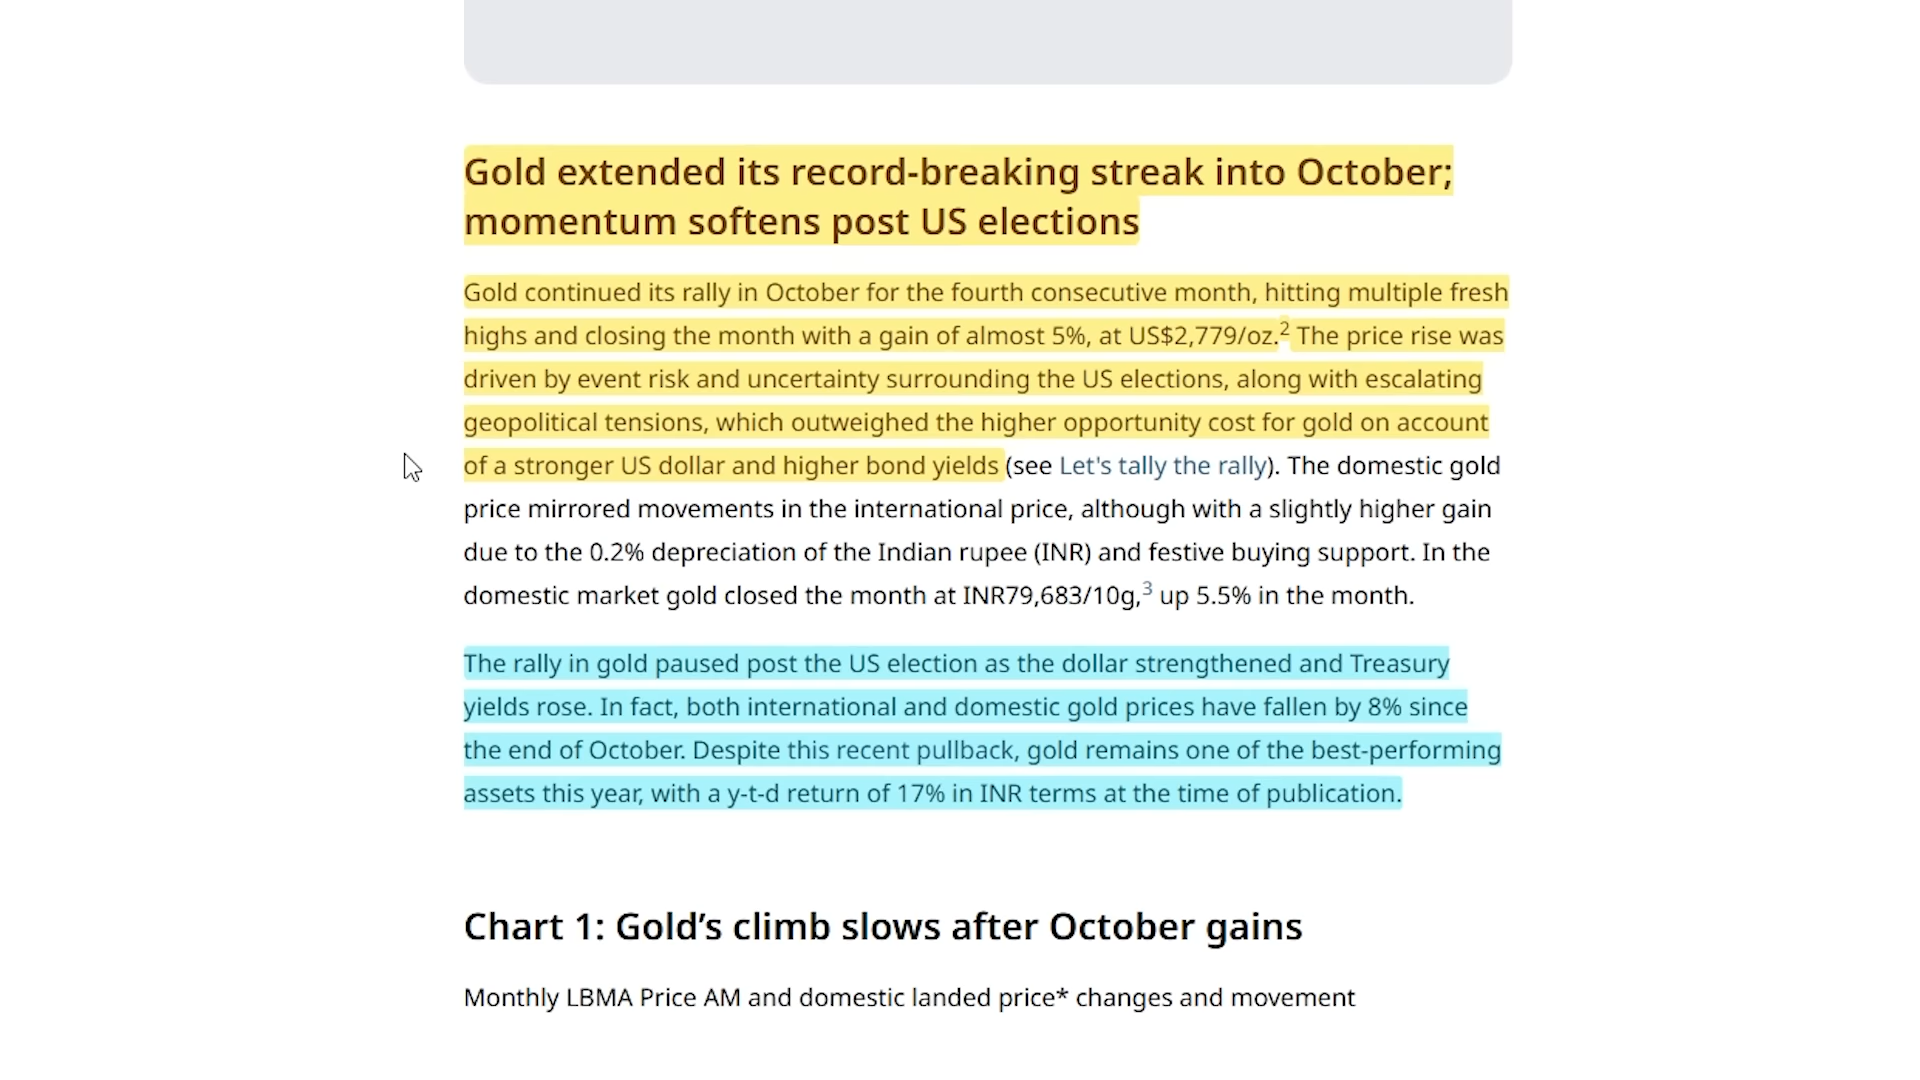 Gold extended its record-breaking streak into October;
momentum softens post US elections
Gold continued its rally in October for the fourth consecutive month, hitting multiple fresh
highs and closing the month with a gain of almost 5%, at US$2,779/oz.2 The price rise was
driven by event risk and uncertainty surrounding the US elections, along with escalating
geopolitical tensions, which outweighed the higher opportunity cost for gold on account
of a stronger US dollar and higher bond yields (see Let's tally the rally). The domestic gold
price mirrored movements in the international price, although with a slightly higher gain
due to the 0.2% depreciation of the Indian rupee (INR) and festive buying support. In the
domestic market gold closed the month at INR79,683/10g,3 up 5.5% in the month.
The rally in gold paused post the US election as the dollar strengthened and Treasury
yields rose. In fact, both international and domestic gold prices have fallen by 8% since
the end of October. Despite this recent pullback, gold remains one of the best-performing
assets this year, with a y-t-d return of 17% in INR terms at the time of publication.
Chart 1: Gold’s climb slows after October gains
Monthly LBMA Price AM and domestic landed price* changes and movement